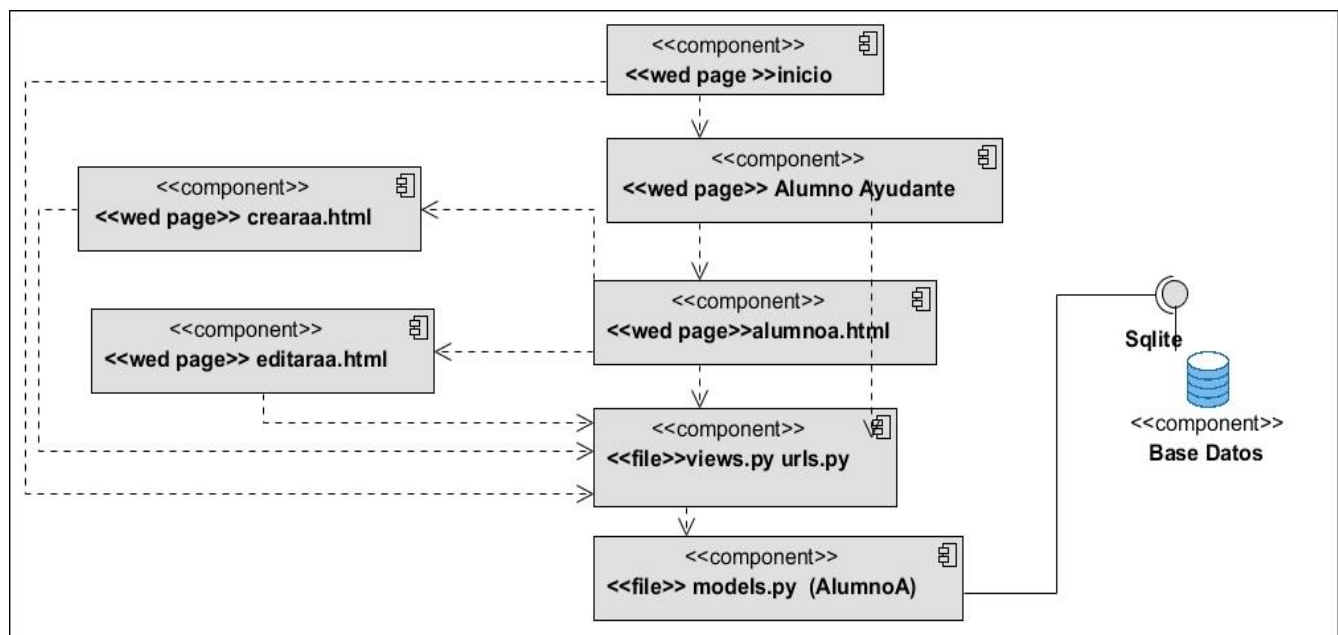 <<component>>
<<wed page >>inicio
<<component>>
<<wed page>> Alumno Ayudante
<<component>>
<<wed page>> crearaa.html
<<component>>
<<wed page>>alumnoa.html
<<component>>
<<wed page>> editaraa.html
Sqlite
<<component>>
Base Datos
<<component>>
<<file>>views.py urls.py
<<component>>
<<file>> models.py (AlumnoA)